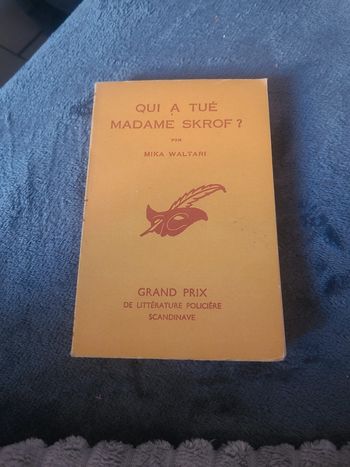 QUI A TUÉ
MADAME SKROF ?
PAR
MIKA WALTARI
GRAND PRIX
DE LITTÉRATURE POLICIÈRE
SCANDINAVE